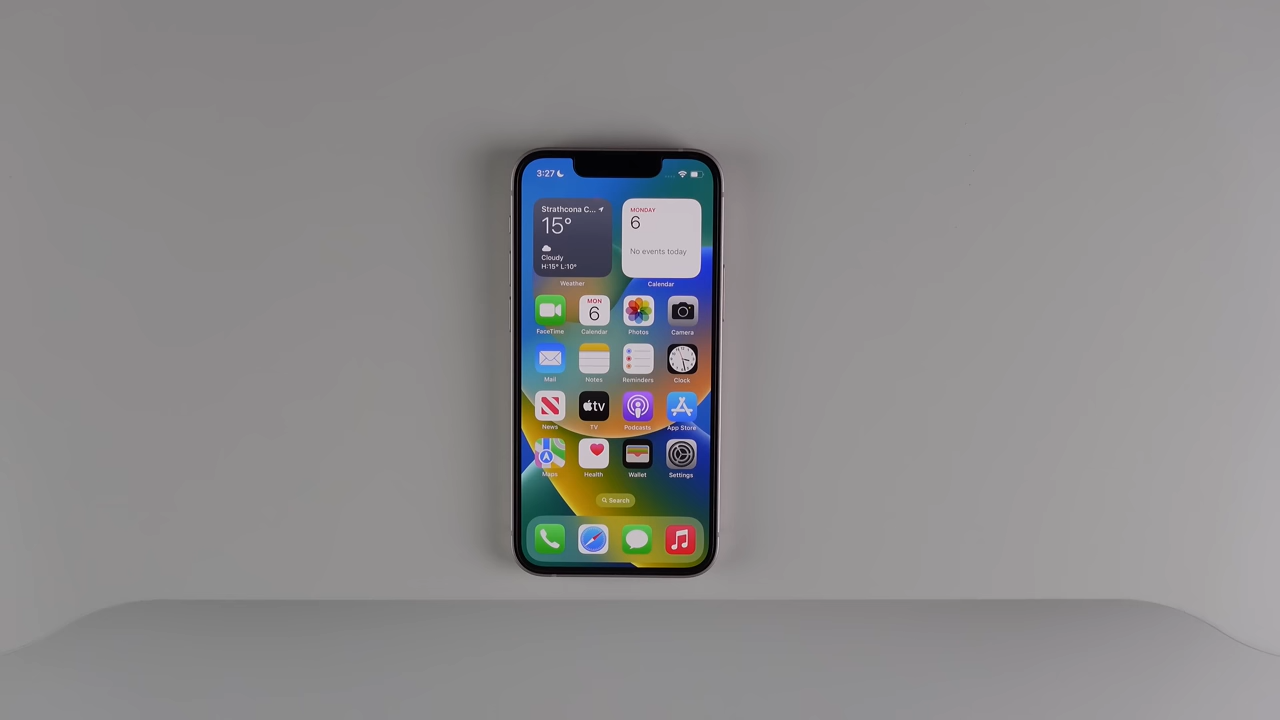 3:27
Strathcona C...
15°
Cloudy
H:15° L:10°
Weather
MONDAY
6
No events today
Calendar
FaceTime
MON
6
Calendar
Photos
Camera
Mail
Notes
Reminders
Clock
News
tv
TV
Podcasts
App Store
Maps
Health
Wallet
Settings
Search